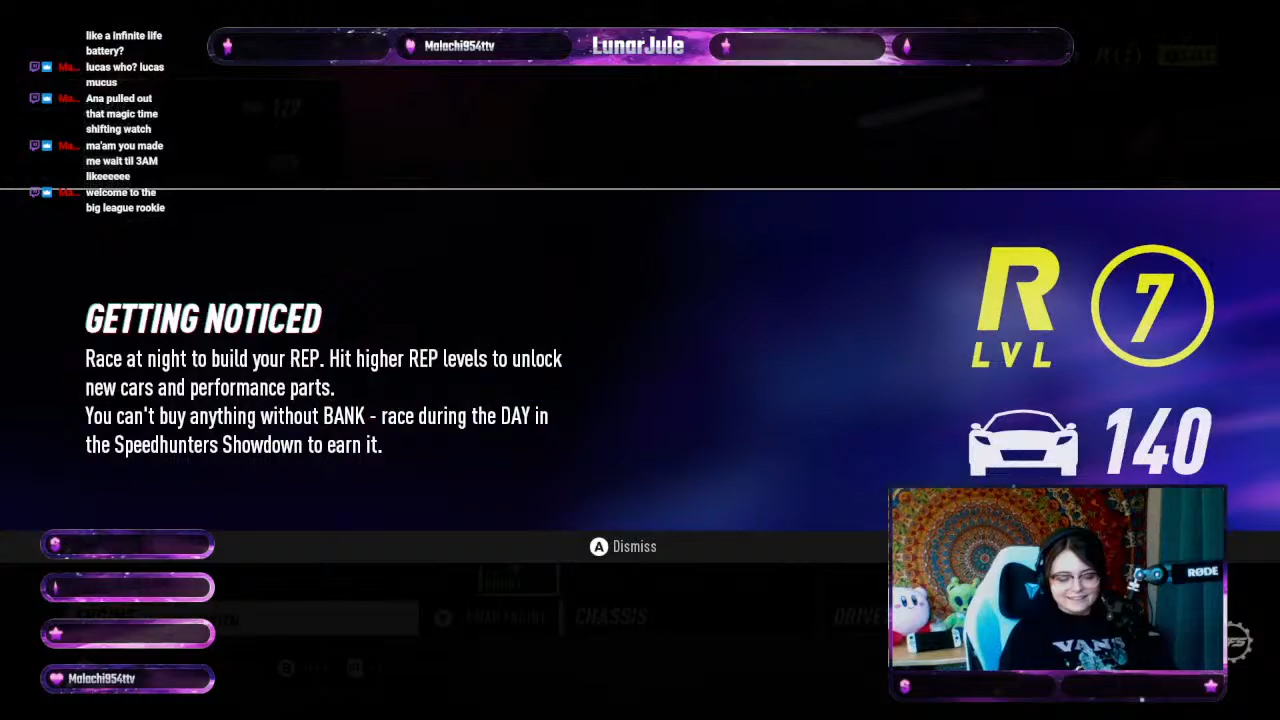 like a infinite life
battery?
Ma... lucas who? lucas
mucus
Ma... Ana pulled out
that magic time
shifting watch
Ma... ma'am you made
me wait til 3AM
likeeeeee
Ma... welcome to the
big league rookie
Malachi954ttv
LunarJule
GETTING NOTICED
Race at night to build your REP. Hit higher REP levels to unlock
new cars and performance parts.
You can't buy anything without BANK - race during the DAY in
the Speedhunters Showdown to earn it.
R 7
LVL
140
A Dismiss
CHASSIS
Malachi954ttv
RØDE
VANS